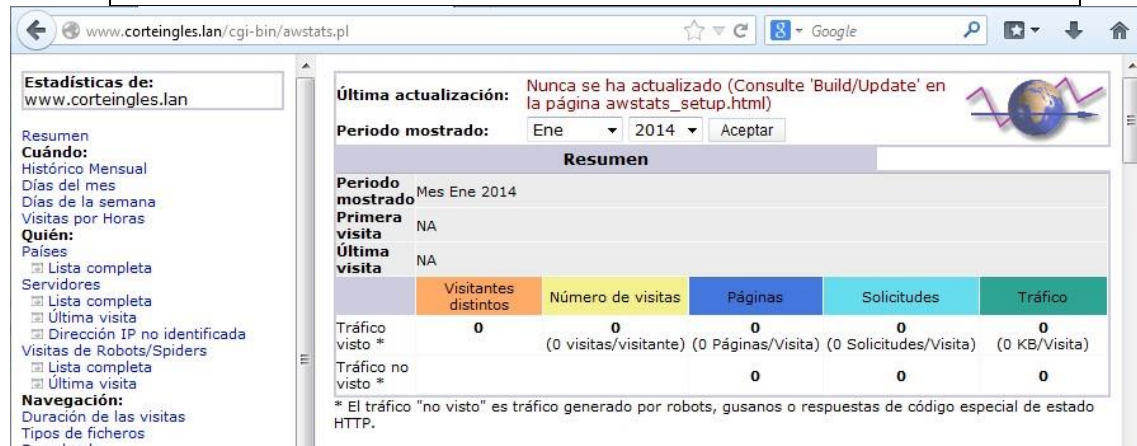 www.corteingles.lan/cgi-bin/awstats.pl
8 Google
Estadísticas de:
www.corteingles.lan
Resumen
Cuándo:
Histórico Mensual
Días del mes
Días de la semana
Visitas por Horas
Quién:
Países
Lista completa
Servidores
Lista completa
Última visita
Dirección IP no identificada
Visitas de Robots/Spiders
Lista completa
Última visita
Navegación:
Duración de las visitas
Tipos de ficheros
Última actualización: Nunca se ha actualizado (Consulte 'Build/Update' en
la página awstats_setup.html)
Periodo mostrado: Ene 2014 Aceptar
Resumen
Periodo
mostrado Mes Ene 2014
Primera
visita NA
Última
visita NA
Visitantes
distintos Número de visitas Páginas Solicitudes Tráfico
Tráfico
visto * 0 0 0 0 0
(0 visitas/visitante) (0 Páginas/Visita) (0 Solicitudes/Visita) (0 KB/Visita)
Tráfico no
visto * 0 0 0
* El tráfico "no visto" es tráfico generado por robots, gusanos o respuestas de código especial de estado
HTTP.